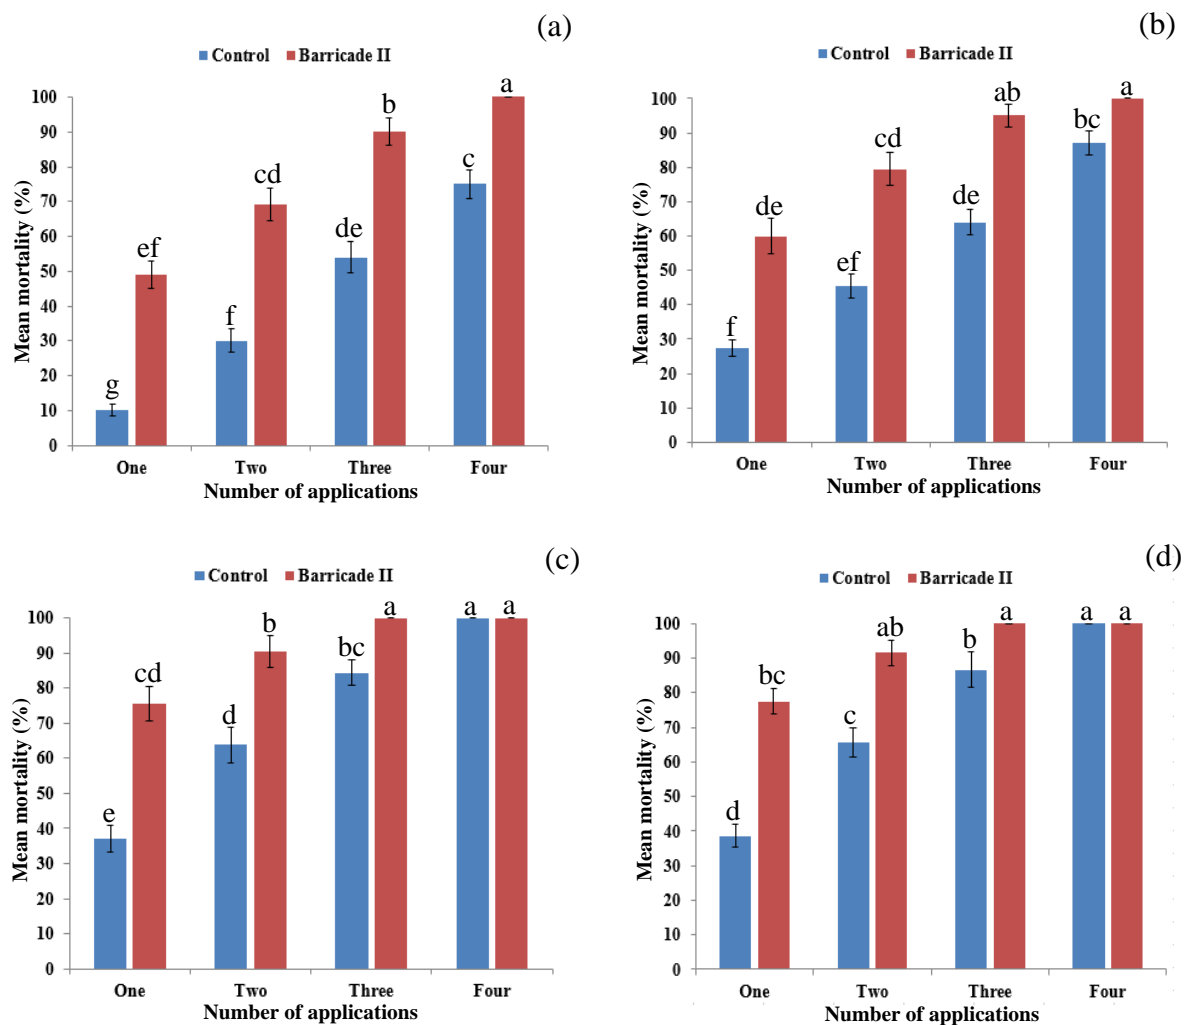 (a)
Control Barricade II
Mean mortality (%)
100
90
80
70
60
50
40
30
20
10
0
g ef f cd de b c a
One Two Three Four
Number of applications
(b)
Control Barricade II
Mean mortality (%)
100
90
80
70
60
50
40
30
20
10
0
f de ef cd de ab bc a
One Two Three Four
Number of applications
(c)
Control Barricade II
Mean mortality (%)
100
90
80
70
60
50
40
30
20
10
0
e cd d b bc a a a
One Two Three Four
Number of applications
(d)
Control Barricade II
Mean mortality (%)
100
90
80
70
60
50
40
30
20
10
0
d bc c ab b a a a
One Two Three Four
Number of applications